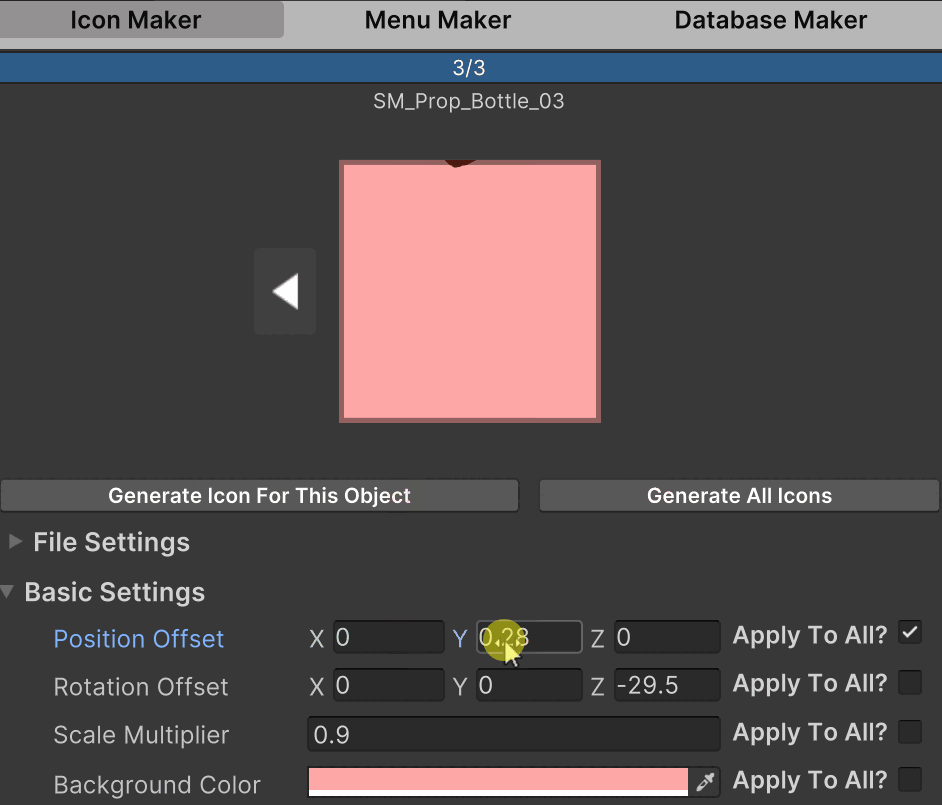 Icon Maker Menu Maker Database Maker
3/3
SM_Prop_Bottle_03
Generate Icon For This Object Generate All Icons
File Settings
Basic Settings
Position Offset X 0 Y 0.28 Z 0 Apply To All?
Rotation Offset X 0 Y 0 Z -29.5 Apply To All?
Scale Multiplier 0.9 Apply To All?
Background Color Apply To All?